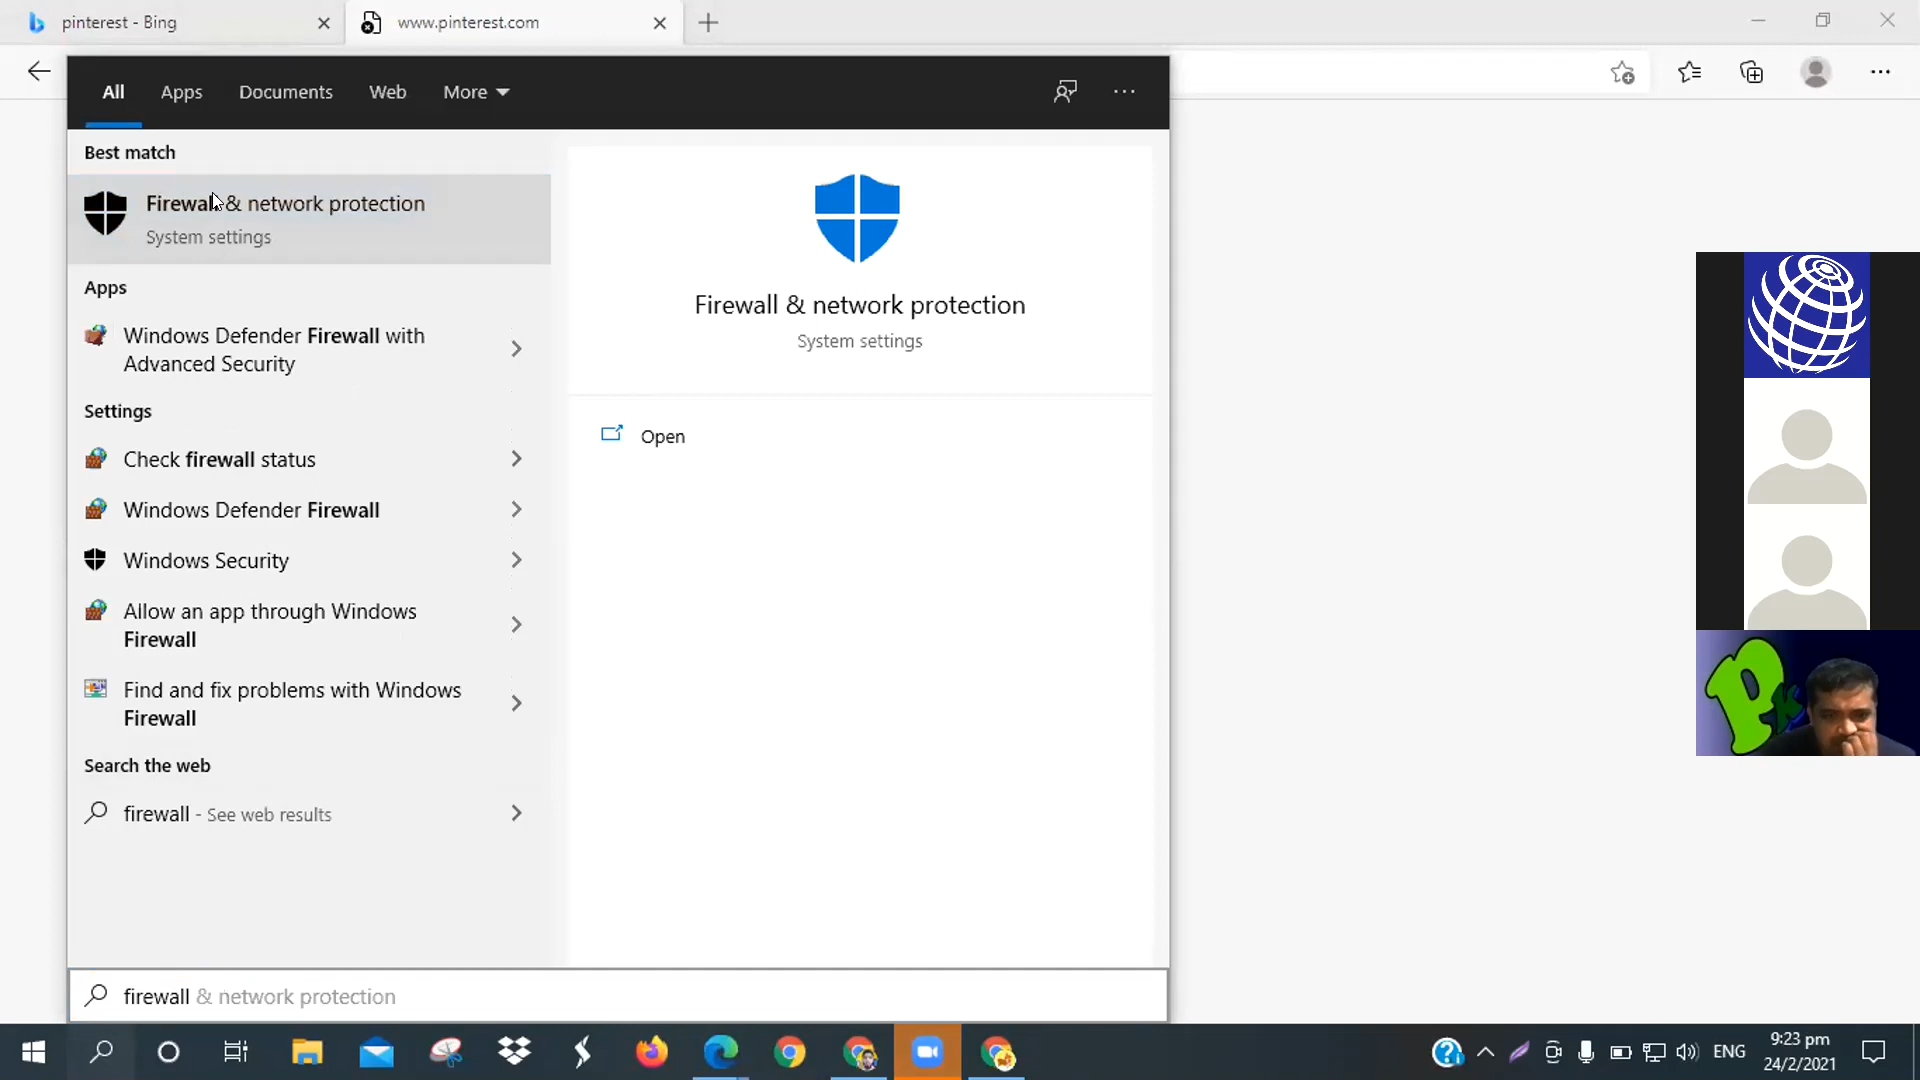 pinterest - Bing
www.pinterest.com
All
Apps
Documents
Web
More
Best match
Firewall & network protection
System settings
Apps
Windows Defender Firewall with
Advanced Security
Settings
Check firewall status
Windows Defender Firewall
Windows Security
Allow an app through Windows
Firewall
Find and fix problems with Windows
Firewall
Search the web
firewall - See web results
Firewall & network protection
System settings
Open
PK
firewall & network protection
ENG
9:23 pm
24/2/2021